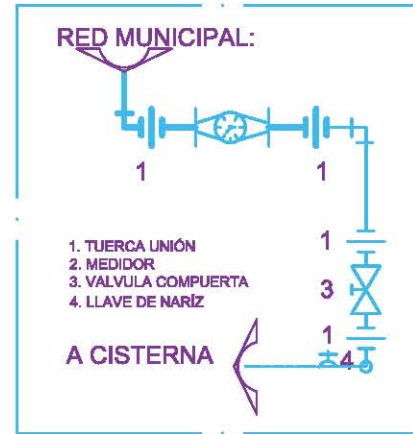 RED MUNICIPAL:
1 1
1
1. TUERCA UNIÓN
2. MEDIDOR
3. VALVULA COMPUERTA
4. LLAVE DE NARÍZ
3
1
A CISTERNA
4